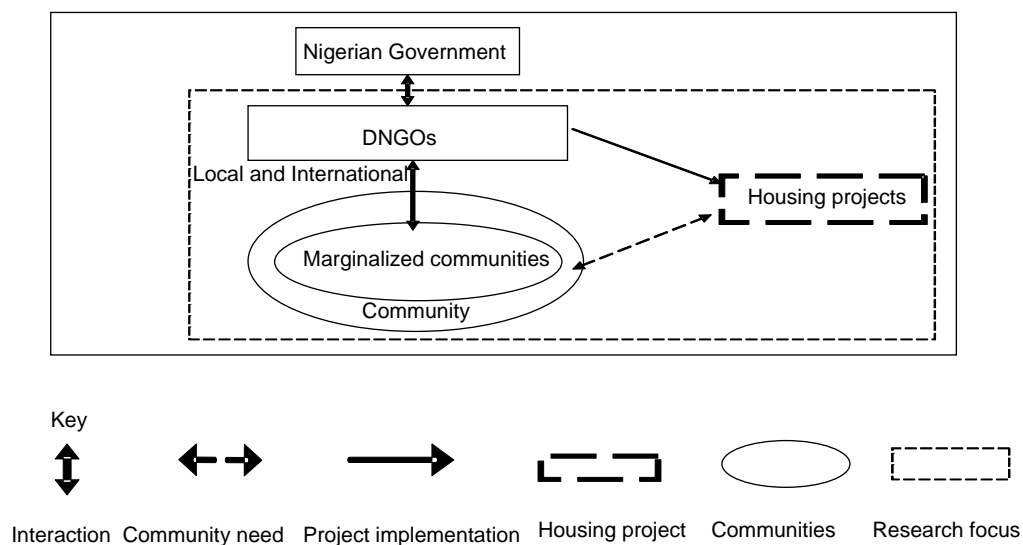 Nigerian Government
DNGOs
Local and International
Housing projects
Marginalized communities
Community
Key
Interaction
Community need
Project implementation
Housing project
Communities
Research focus